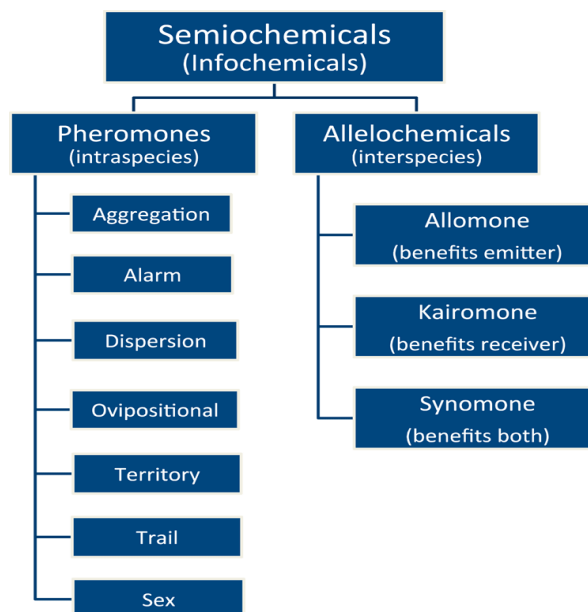 Semiochemicals
(Infochemicals)
Pheromones
(intraspecies)
Aggregation
Alarm
Dispersion
Ovipositional
Territory
Trail
Sex
Allelochemicals
(interspecies)
Allomone
(benefits emitter)
Kairomone
(benefits receiver)
Synomone
(benefits both)